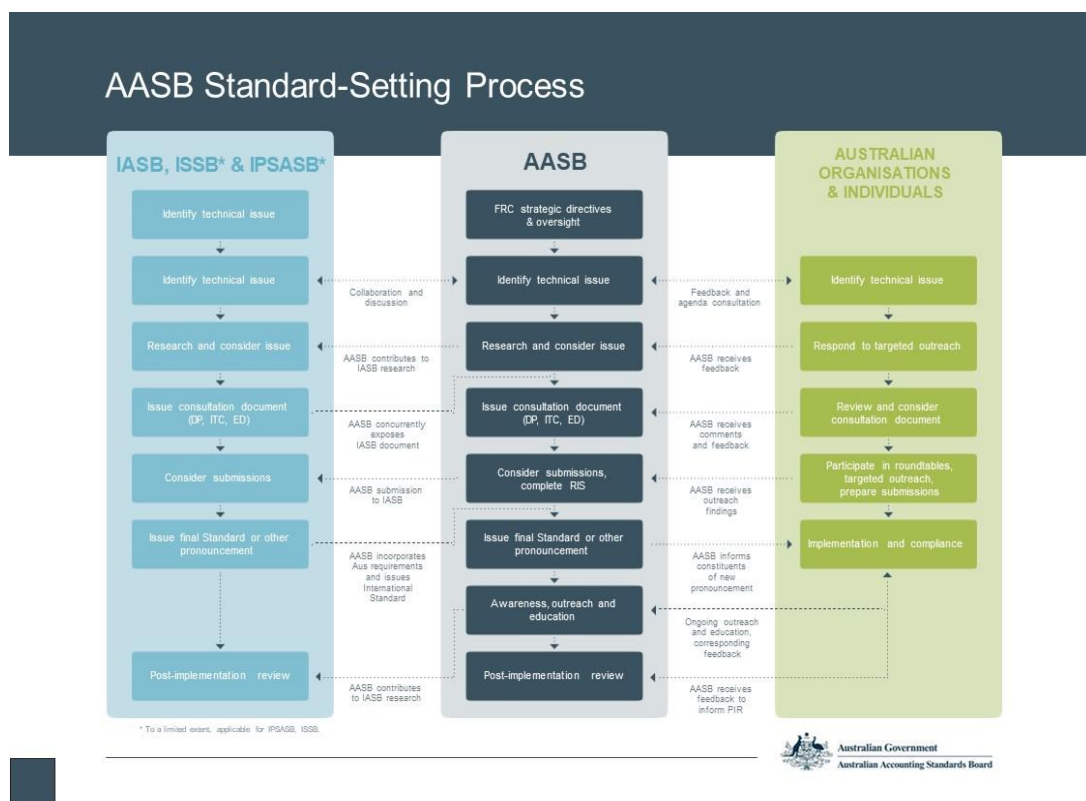 AASB Standard-Setting Process
IASB, ISSB* & IPSASB*
Identify technical issue
Identify technical issue
Research and consider issue
Issue consultation document
(DP, ITC, ED)
Consider submissions
Issue final Standard or other
pronouncement
Post-implementation review
Collaboration and
discussion
AASB contributes to
IASB research
AASB concurrently
exposes
IASB document
AASB submission
to IASB
AASB incorporates
Aus requirements
and issues
International
Standard
AASB contributes
to IASB research
AASB
FRC strategic directives
& oversight
Identify technical issue
Research and consider issue
Issue consultation document
(DP, ITC, ED)
Consider submissions,
complete RIS
Issue final Standard or other
pronouncement
Awareness, outreach and
education
Post-implementation review
Feedback and
agenda consultation
AASB receives
feedback
AASB receives
comments
and feedback
AASB receives
outreach
findings
AASB informs
constituents
of new
pronouncement
Ongoing outreach
and education,
corresponding
feedback
AASB receives
feedback to
inform PIR
AUSTRALIAN
ORGANISATIONS
& INDIVIDUALS
Identify technical issue
Respond to targeted outreach
Review and consider
consultation document
Participate in roundtables,
targeted outreach,
prepare submissions
Implementation and compliance
* To a limited extent, applicable for IPSASB, ISSB.
Australian Government
Australian Accounting Standards Board